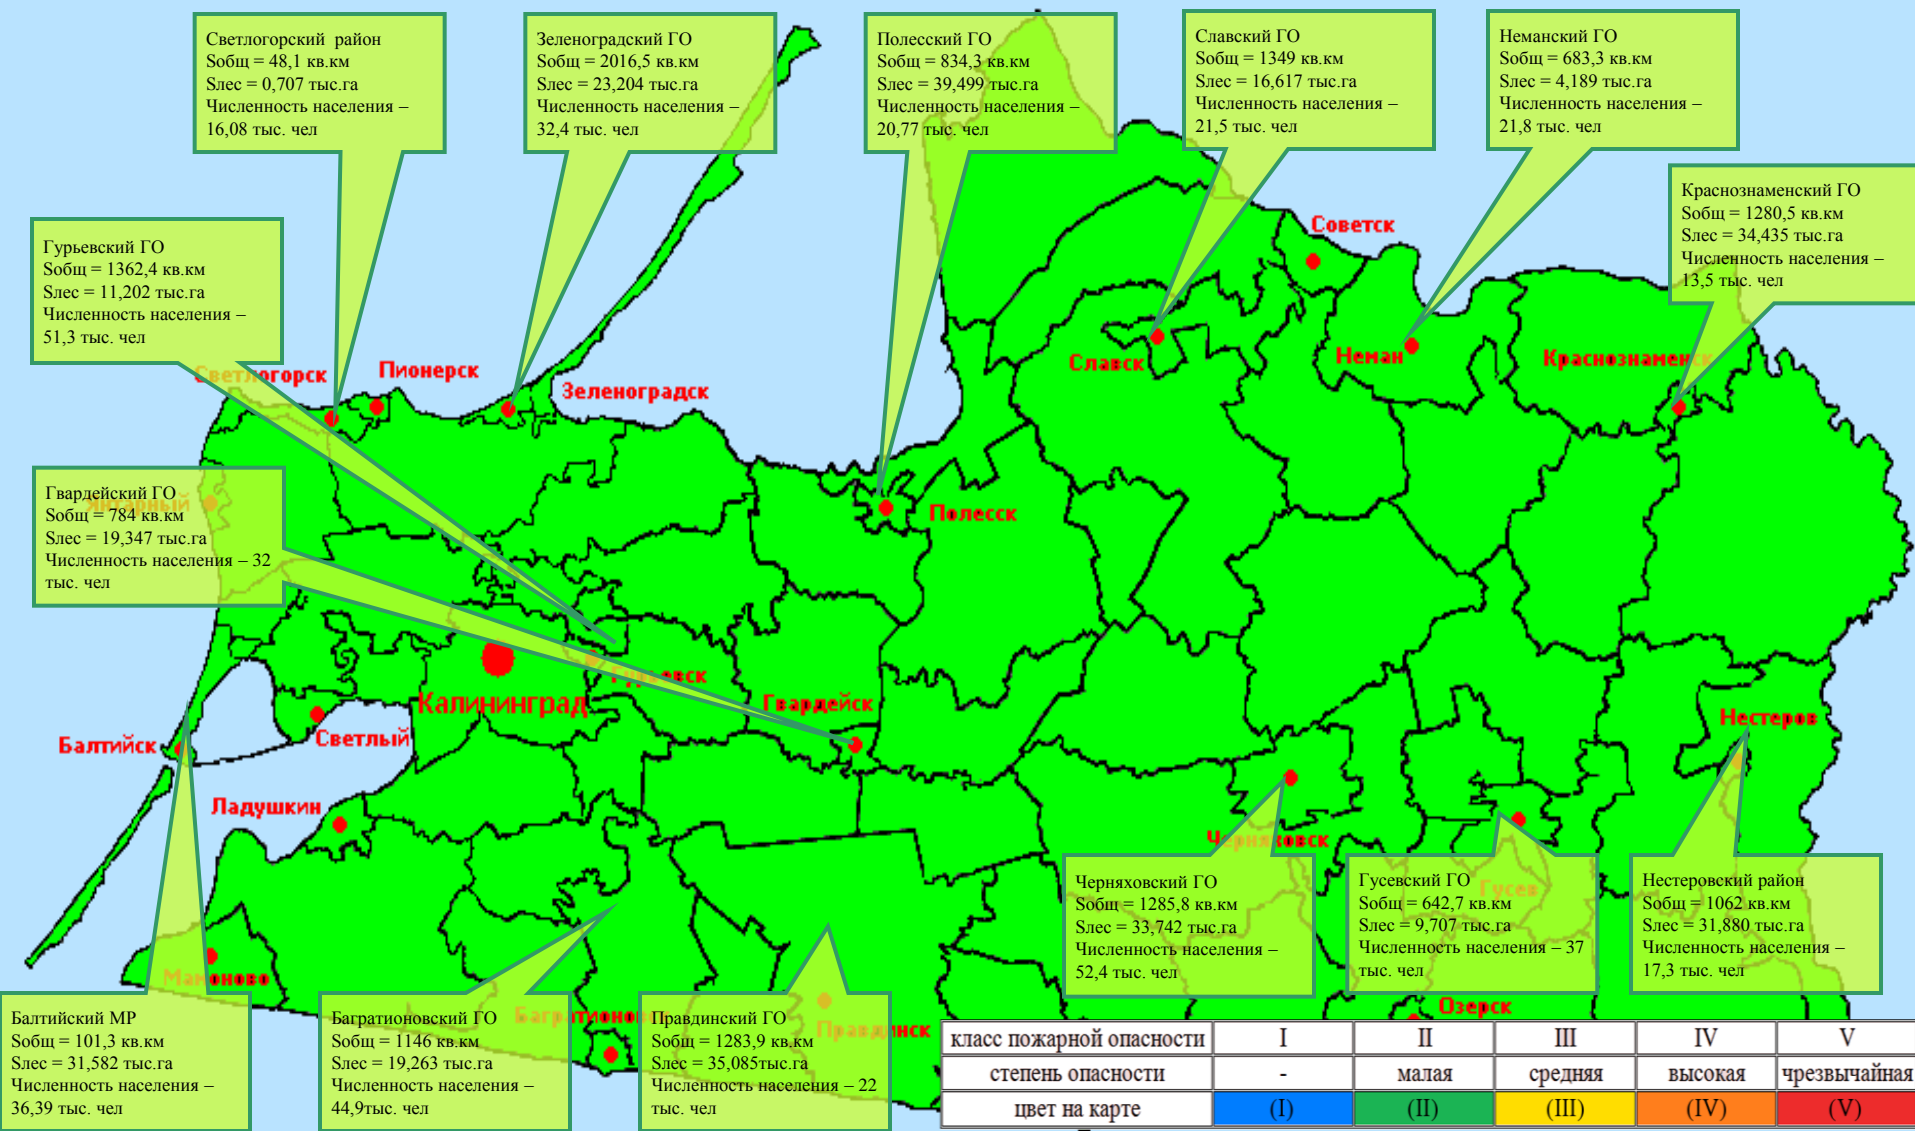 Светлогорский район
Sобщ = 48,1 кв.км
Sлес = 0,707 тыс.га
Численность населения –
16,08 тыс. чел
Зеленоградский ГО
Sобщ = 2016,5 кв.км
Sлес = 23,204 тыс.га
Численность населения –
32,4 тыс. чел
Полесский ГО
Sобщ = 834,3 кв.км
Sлес = 39,499 тыс.га
Численность населения –
20,77 тыс. чел
Славский ГО
Sобщ = 1349 кв.км
Sлес = 16,617 тыс.га
Численность населения –
21,5 тыс. чел
Неманский ГО
Sобщ = 683,3 кв.км
Sлес = 4,189 тыс.га
Численность населения –
21,8 тыс. чел
Краснознаменский ГО
Sобщ = 1280,5 кв.км
Sлес = 34,435 тыс.га
Численность населения –
13,5 тыс. чел
Гурьевский ГО
Sобщ = 1362,4 кв.км
Sлес = 11,202 тыс.га
Численность населения –
51,3 тыс. чел
Советск
Светлогорск
Пионерск
Зеленоградск
Славск
Неман
Краснознаменск
Гвардейский ГО
Sобщ = 784 кв.км
Sлес = 19,347 тыс.га
Численность населения – 32
тыс. чел
Янтарный
Полесск
Гурьевск
Калининград
Гвардейск
Нестеров
Балтийск
Светлый
Ладушкин
Черняховск
Гусев
Мамоново
Багратионовск
Правдинск
Озерск
Черняховский ГО
Sобщ = 1285,8 кв.км
Sлес = 33,742 тыс.га
Численность населения –
52,4 тыс. чел
Гусевский ГО
Sобщ = 642,7 кв.км
Sлес = 9,707 тыс.га
Численность населения – 37
тыс. чел
Нестеровский район
Sобщ = 1062 кв.км
Sлес = 31,880 тыс.га
Численность населения –
17,3 тыс. чел
Балтийский МР
Sобщ = 101,3 кв.км
Sлес = 31,582 тыс.га
Численность населения –
36,39 тыс. чел
Багратионовский ГО
Sобщ = 1146 кв.км
Sлес = 19,263 тыс.га
Численность населения –
44,9тыс. чел
Правдинский ГО
Sобщ = 1283,9 кв.км
Sлес = 35,085тыс.га
Численность населения – 22
тыс. чел
класс пожарной опасности I II III IV V
степень опасности - малая средняя высокая чрезвычайная
цвет на карте (I) (II) (III) (IV) (V)